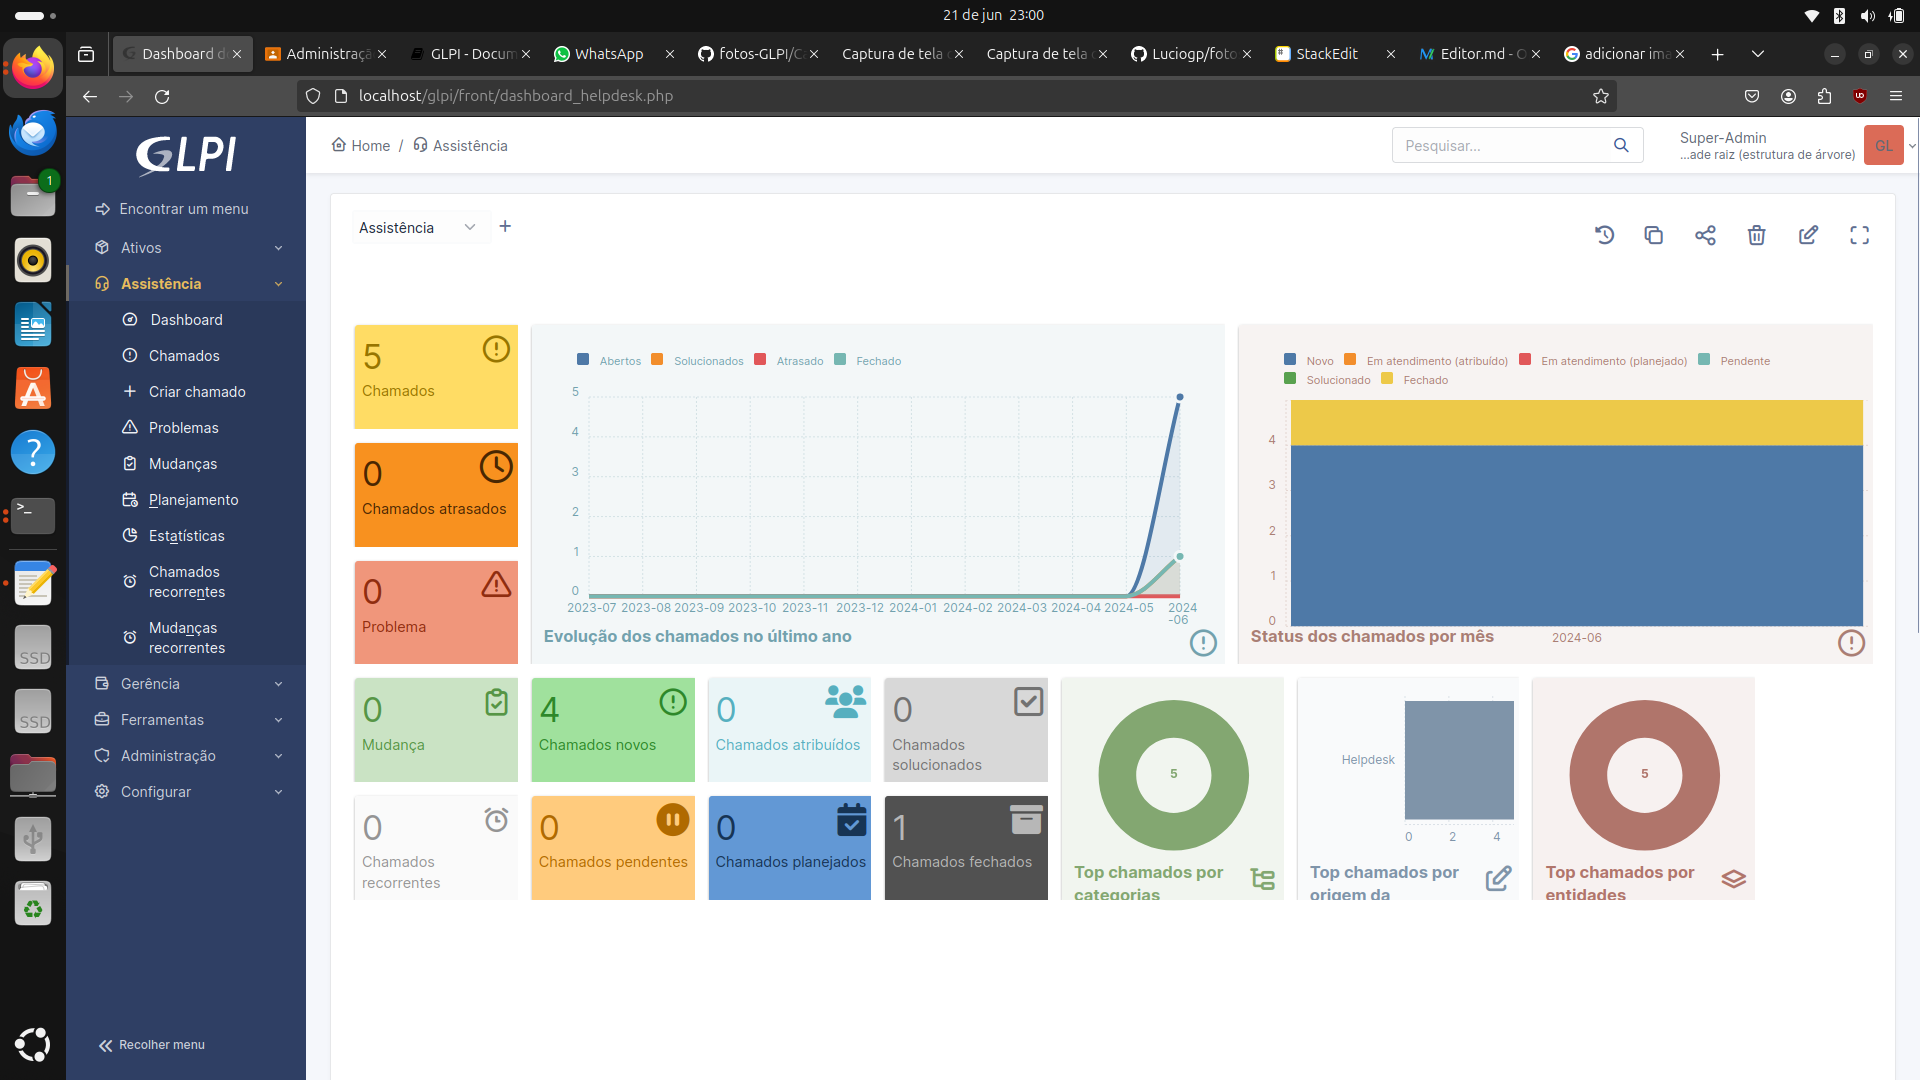 21 de jun 23:00
Dashboard d
Administraç
GLPI - Docum
WhatsApp
fotos-GLPI/C
Captura de tela
Captura de tela
Luciogp/foto
StackEdit
Editor.md - O
adicionar ima
localhost/glpi/front/dashboard_helpdesk.php
1
GLPI
Home / Assistência
Pesquisar...
Super-Admin
...ade raiz (estrutura de árvore)
GL
Encontrar um menu
Ativos
Assistência
Dashboard
Chamados
Criar chamado
Problemas
Mudanças
Planejamento
Estatísticas
Chamados
recorrentes
Mudanças
recorrentes
Gerência
Ferramentas
Administração
Configurar
Recolher menu
SSD
SSD
Assistência
5
Chamados
0
Chamados atrasados
0
Problema
Abertos Solucionados Atrasado Fechado
5
4
3
2
1
0
2023-07 2023-08 2023-09 2023-10 2023-11 2023-12 2024-01 2024-02 2024-03 2024-04 2024-05 2024
-06
Evolução dos chamados no último ano
Novo Em atendimento (atribuído) Em atendimento (planejado) Pendente
Solucionado Fechado
4
3
2
1
0
2024-06
Status dos chamados por mês
0
Mudança
4
Chamados novos
0
Chamados atribuídos
0
Chamados
solucionados
0
Chamados
recorrentes
0
Chamados pendentes
0
Chamados planejados
1
Chamados fechados
5
Top chamados por
categorias
Helpdesk
0 2 4
Top chamados por
origem da
5
Top chamados por
entidades